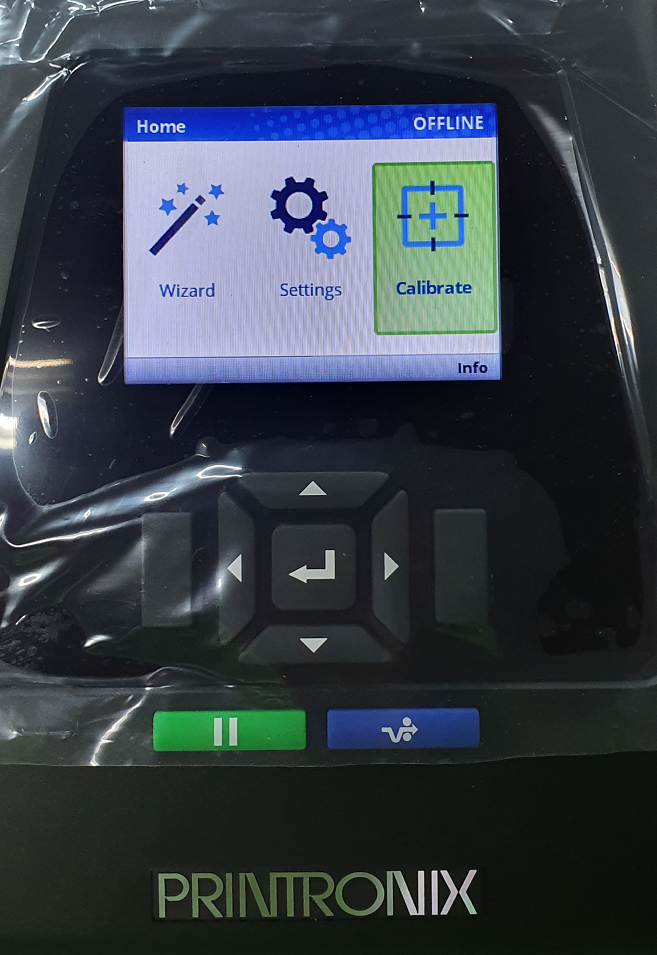 Home
OFFLINE
Wizard
Settings
Calibrate
Info
PRINTRONIX